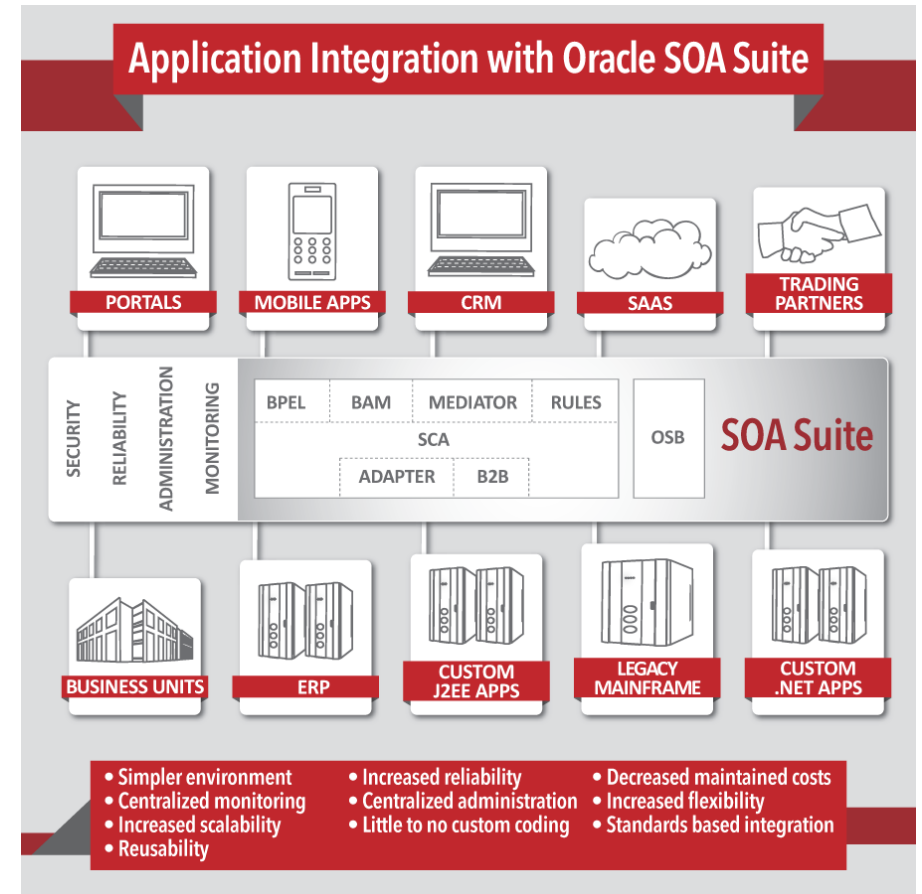 Application Integration with Oracle SOA Suite
PORTALS
MOBILE APPS
CRM
SAAS
TRADING
PARTNERS
SECURITY
RELIABILITY
ADMINISTRATION
MONITORING
BPEL
BAM
MEDIATOR
RULES
SCA
ADAPTER
B2B
OSB
SOA Suite
BUSINESS UNITS
ERP
CUSTOM
J2EE APPS
LEGACY
MAINFRAME
CUSTOM
.NET APPS
• Simpler environment
• Centralized monitoring
• Increased scalability
• Reusability
• Increased reliability
• Centralized administration
• Little to no custom coding
• Decreased maintained costs
• Increased flexibility
• Standards based integration